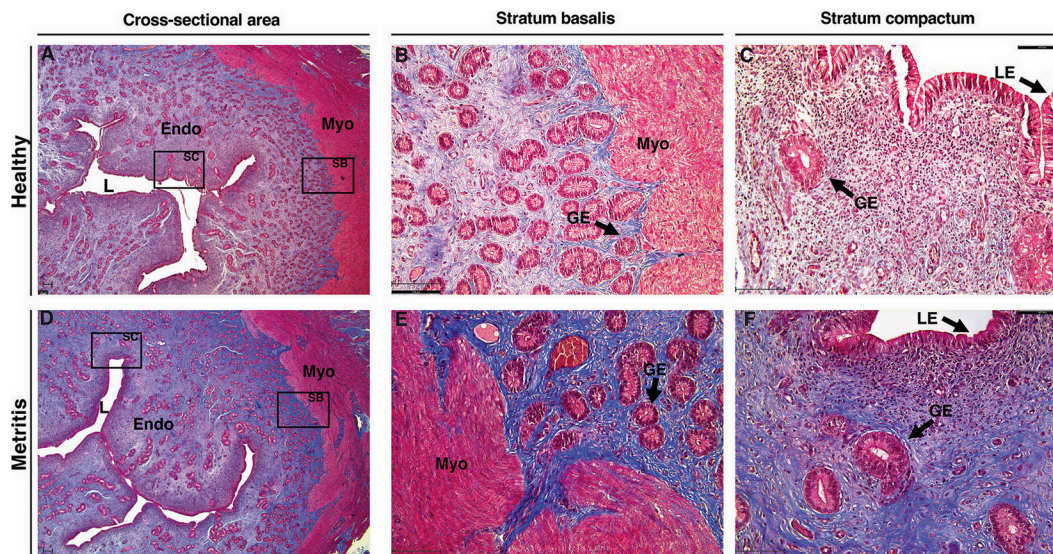 Cross-sectional area
Stratum basalis
Stratum compactum
Healthy
A
Endo
Myo
SC
SB
L
B
Myo
GE
C
LE
GE
Metritis
D
SC
Myo
L
SB
Endo
E
GE
Myo
F
LE
GE